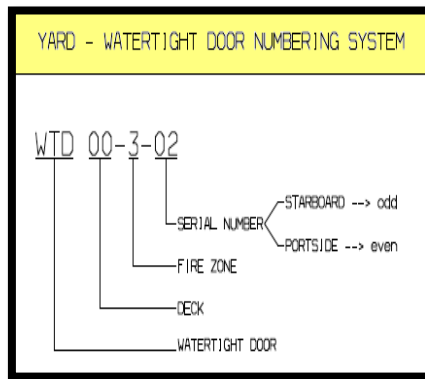 YARD - WATERTIGHT DOOR NUMBERING SYSTEM
WTD 00-3-02
STARBOARD --> odd
SERIAL NUMBER
PORTSIDE --> even
FIRE ZONE
DECK
WATERTIGHT DOOR